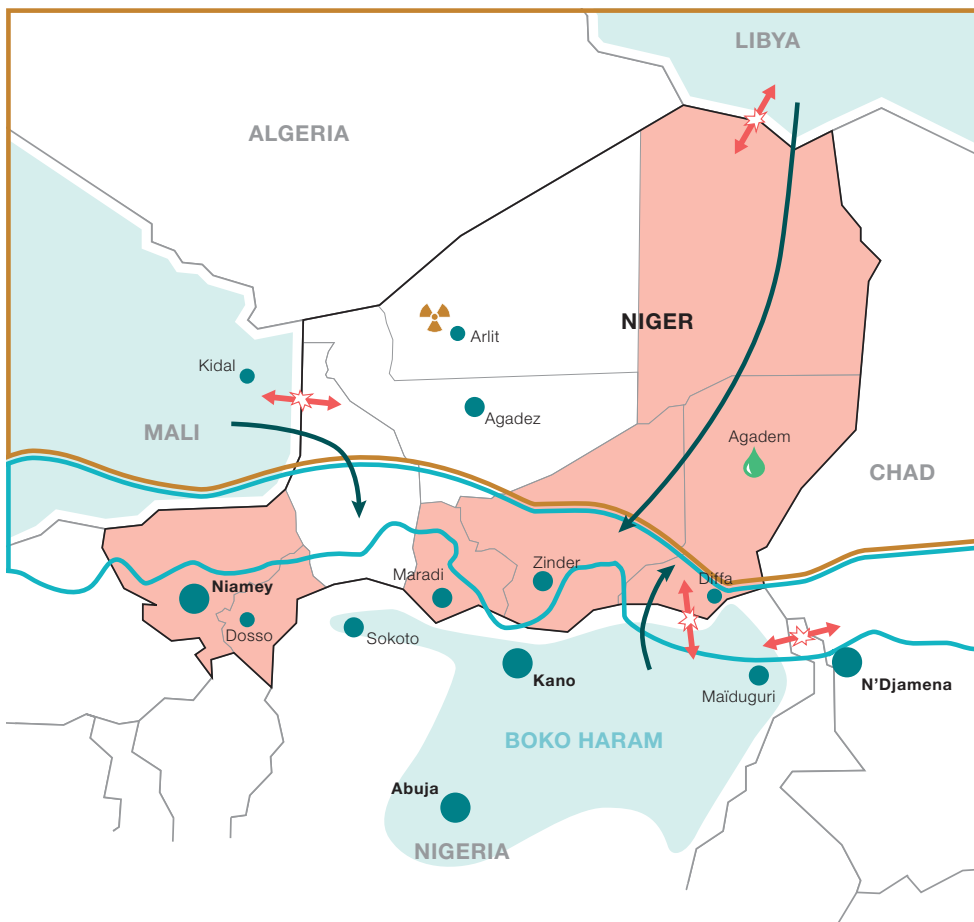 LIBYA
ALGERIA
NIGER
Arlit
Kidal
Agadez
MALI
Agadem
CHAD
Zinder
Maradi
Diffa
Niamey
Dosso
Sokoto
Kano
Maïduguri
N'Djamena
BOKO HARAM
Abuja
NIGERIA